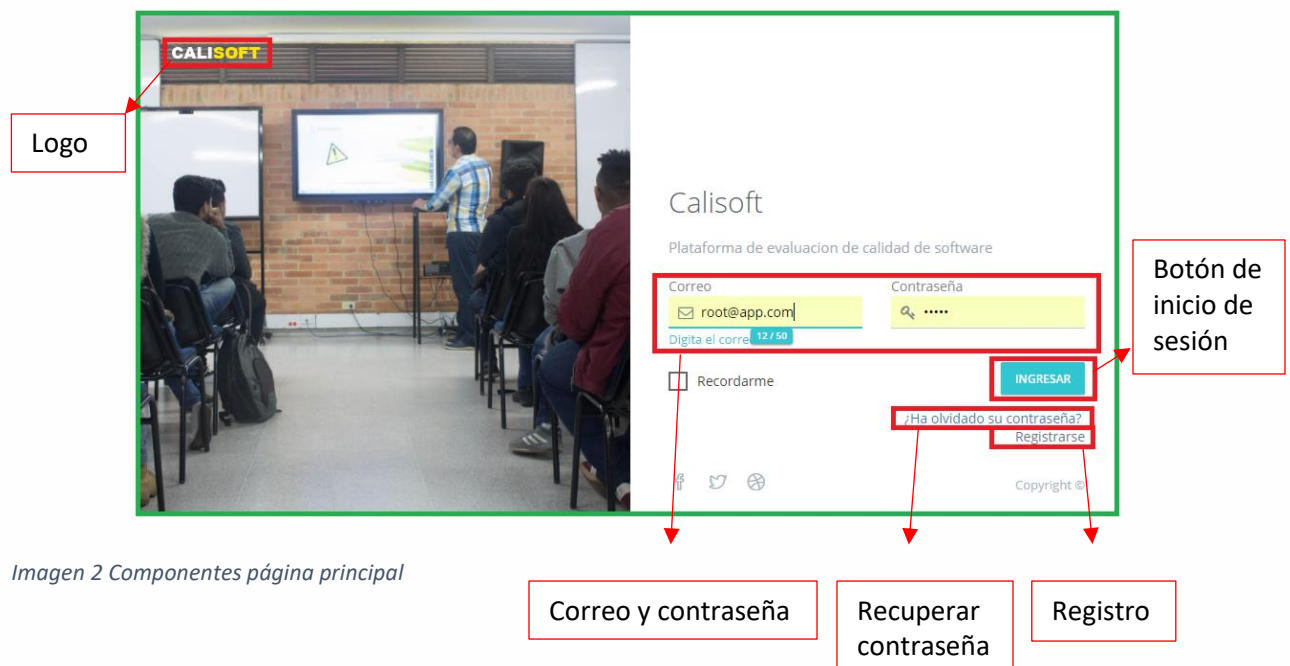 CALISOFT
Logo
Calisoft
Plataforma de evaluacion de calidad de software
Correo
Contraseña
root@app.com
•••••
Digita el corre
12 / 50
Recordarme
INGRESAR
¿Ha olvidado su contraseña?
Registrarse
Copyright ©
Botón de
inicio de
sesión
Imagen 2 Componentes página principal
Correo y contraseña
Recuperar
contraseña
Registro